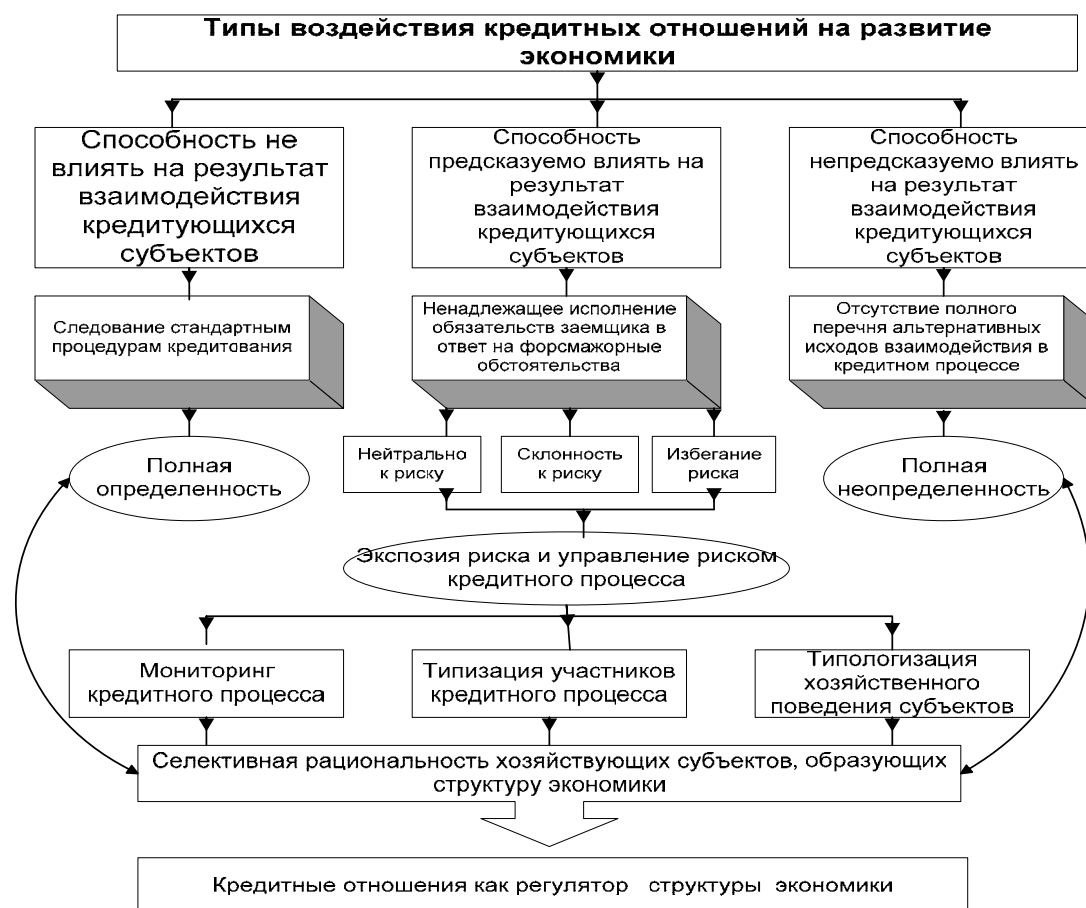 Типы воздействия кредитных отношений на развитие
экономики
Способность не
влиять на результат
взаимодействия
кредитующихся
субъектов
Способность
предсказуемо влиять на
результат
взаимодействия
кредитующихся
субъектов
Способность
непредсказуемо влиять
на результат
взаимодействия
кредитующихся
субъектов
Следование стандартным
процедурам кредитования
Ненадлежащее исполнение
обязательств заемщика в
ответ на форсмажорные
обстоятельства
Отсутствие полного
перечня альтернативных
исходов взаимодействия в
кредитном процессе
Полная
определенность
Нейтрально
к риску
Склонность
к риску
Избегание
риска
Полная
неопределенность
Экспозия риска и управление риском
кредитного процесса
Мониторинг
кредитного процесса
Типизация участников
кредитного процесса
Типологизация
хозяйственного
поведения субъектов
Селективная рациональность хозяйствующих субъектов, образующих
структуру экономики
Кредитные отношения как регулятор структуры экономики